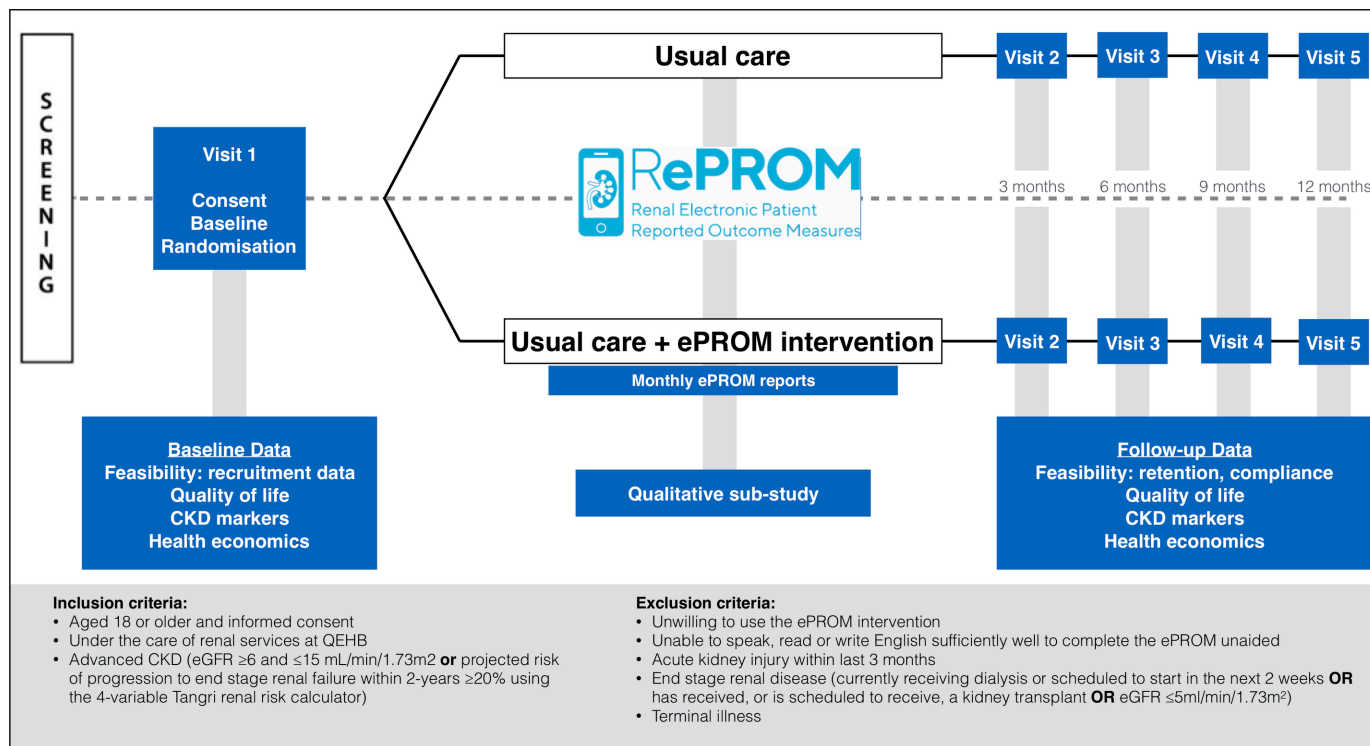 SCREENING
Visit 1
Consent
Baseline
Randomisation
Usual care
Visit 2
Visit 3
Visit 4
Visit 5
RePROM
Renal Electronic Patient
Reported Outcome Measures
3 months
6 months
9 months
12 months
Usual care + ePROM intervention
Monthly ePROM reports
Visit 2
Visit 3
Visit 4
Visit 5
Baseline Data
Feasibility: recruitment data
Quality of life
CKD markers
Health economics
Qualitative sub-study
Follow-up Data
Feasibility: retention, compliance
Quality of life
CKD markers
Health economics
Inclusion criteria:
• Aged 18 or older and informed consent
• Under the care of renal services at QEHB
• Advanced CKD (eGFR ≥6 and ≤15 mL/min/1.73m2 or projected risk
of progression to end stage renal failure within 2-years ≥20% using
the 4-variable Tangri renal risk calculator)
Exclusion criteria:
• Unwilling to use the ePROM intervention
• Unable to speak, read or write English sufficiently well to complete the ePROM unaided
• Acute kidney injury within last 3 months
• End stage renal disease (currently receiving dialysis or scheduled to start in the next 2 weeks OR
has received, or is scheduled to receive, a kidney transplant OR eGFR ≤5ml/min/1.73m²)
• Terminal illness